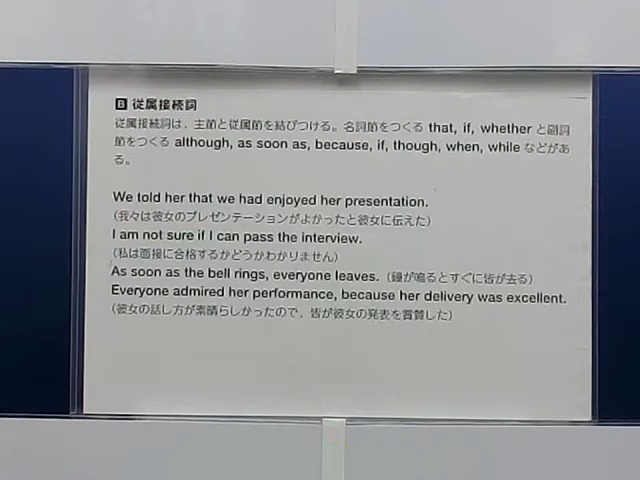 B 従属接続詞
従属接続詞は、主節と従属節を結びつける。名詞節をつくる that, if, whether と副詞
節をつくる although, as soon as, because, if, though, when, while などがあ
る。
We told her that we had enjoyed her presentation.
（我々は彼女のプレゼンテーションがよかったと彼女に伝えた）
I am not sure if I can pass the interview.
（私は面接に合格するかどうかわかりません）
As soon as the bell rings, everyone leaves.（鐘が鳴るとすぐに皆が去る）
Everyone admired her performance, because her delivery was excellent.
（彼女の話し方が素晴らしかったので、皆が彼女の発表を賞賛した）